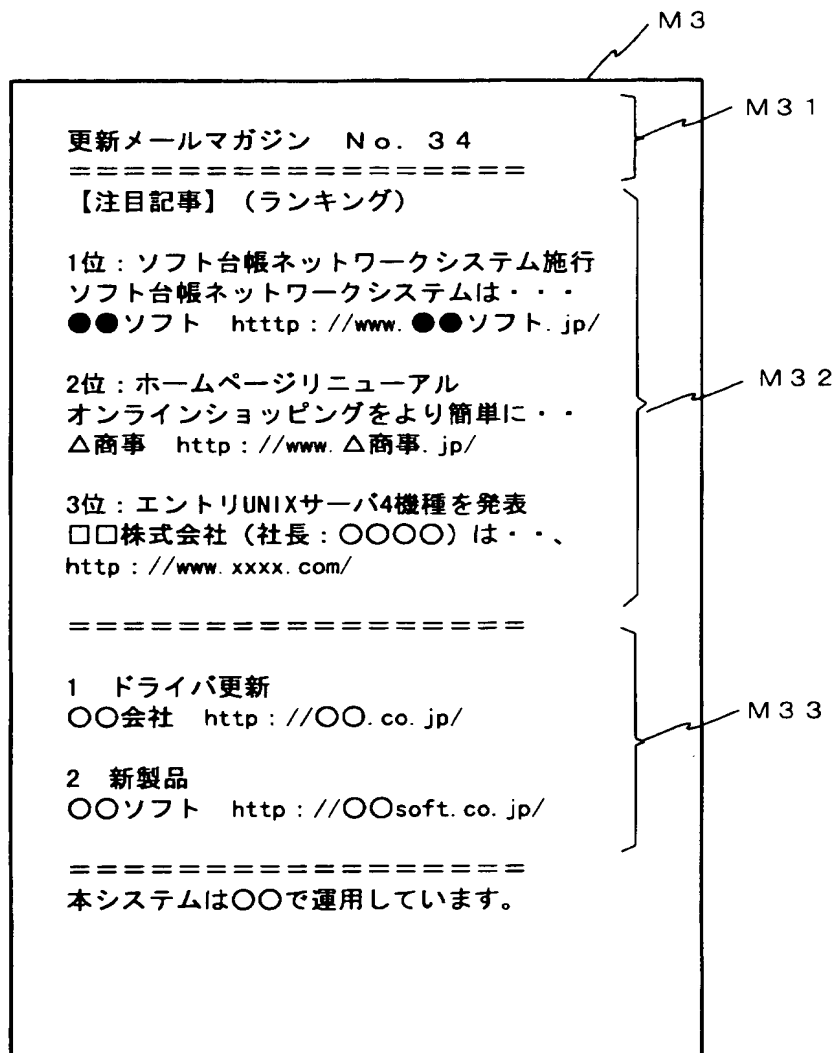 M3
M31
更新メールマガジン　No. 34
=================
【注目記事】（ランキング）
1位：ソフト台帳ネットワークシステム施行
ソフト台帳ネットワークシステムは・・・
●●ソフト　htttp：//www.●●ソフト.jp/
M32
2位：ホームページリニューアル
オンラインショッピングをより簡単に・・
△商事　http：//www.△商事.jp/
3位：エントリUNIXサーバ4機種を発表
□□株式会社（社長：〇〇〇〇）は・・、
http：//www.xxxx.com/
=================
1　ドライバ更新
〇〇会社　http：//〇〇.co.jp/
M33
2　新製品
〇〇ソフト　http：//〇〇soft.co.jp/
=================
本システムは〇〇で運用しています。